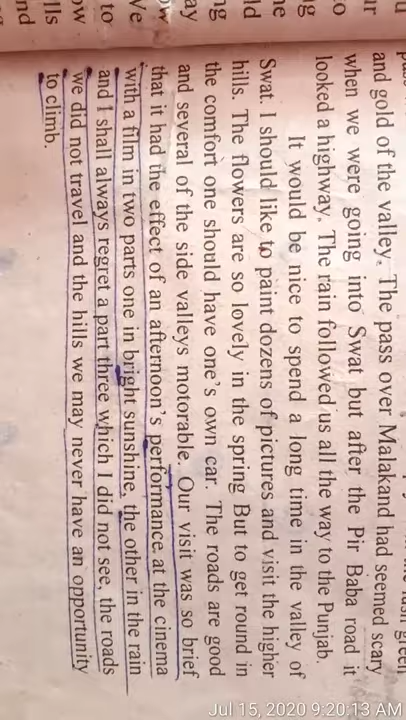 and gold of the valley. The pass over Malakand had seemed scary
when we were going into Swat but after the Pir Baba road it
looked a highway. The rain followed us all the way to the Punjab.
It would be nice to spend a long time in the valley of
Swat. I should like to paint dozens of pictures and visit the higher
hills. The flowers are so lovely in the spring But to get round in
the comfort one should have one's own car. The roads are good
and several of the side valleys motorable. Our visit was so brief
that it had the effect of an afternoon's performance at the cinema
with a film in two parts one in bright sunshine, the other in the rain
and I shall always regret a part three which I did not see, the roads
we did not travel and the hills we may never have an opportunity
to climb.
Jul 15, 2020 9:20:13 AM